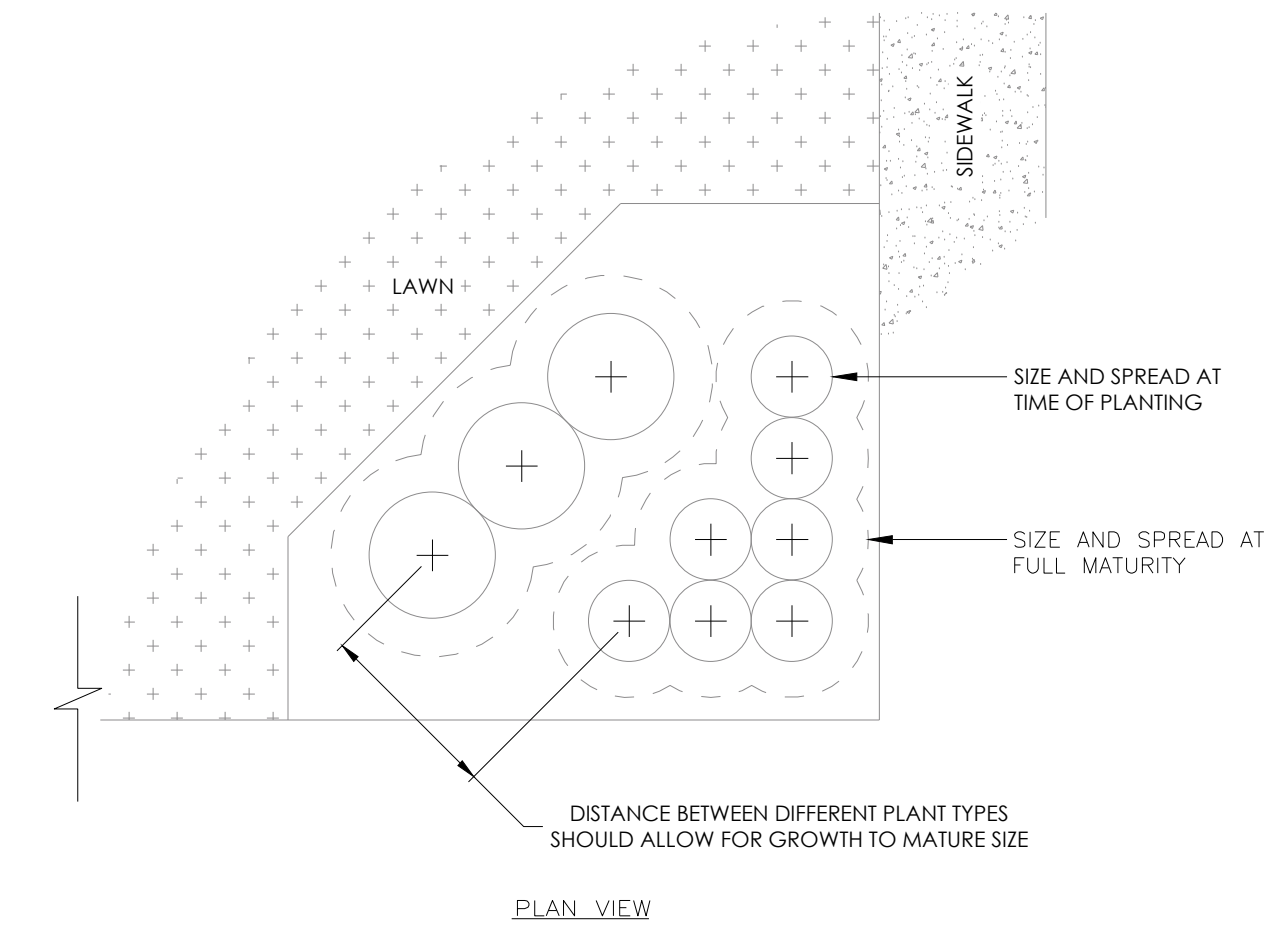 SIDEWALK
LAWN
SIZE AND SPREAD AT
TIME OF PLANTING
SIZE AND SPREAD AT
FULL MATURITY
DISTANCE BETWEEN DIFFERENT PLANT TYPES
SHOULD ALLOW FOR GROWTH TO MATURE SIZE
PLAN VIEW